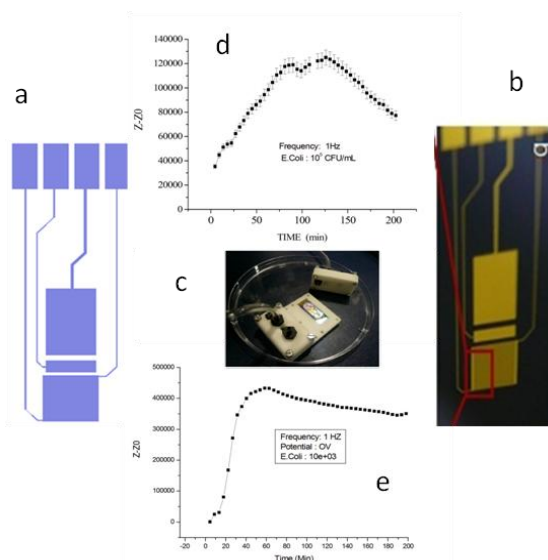 d
140000
120000
100000
80000
60000
40000
20000
0
Z-Z0
Frequency: 1Hz
E.Coli : CFU/mL
0
50
100
150
200
TIME (min)
a
b
c
500000
400000
300000
200000
100000
0
Z-Z0
Frequency: 1 HZ
Potential : OV
E.Coli : 10e+03
e
-20
0
20
40
60
80
100
120
140
160
180
200
Time (Min)